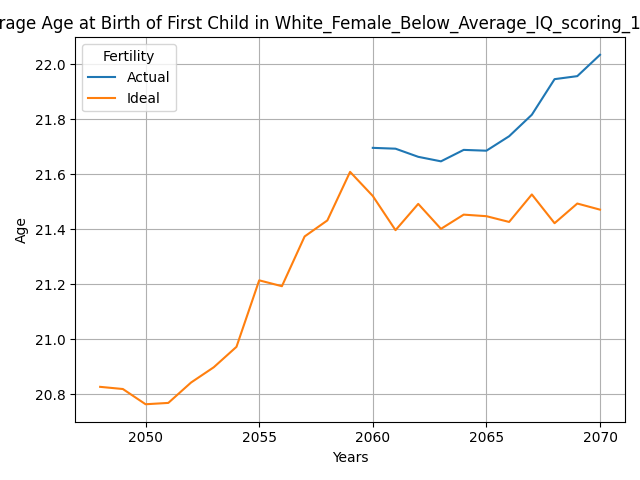 rage Age at Birth of First Child in White_Female_Below_Average_IQ_scoring_1
Fertility
Actual
Ideal
22.0
21.8
21.6
21.4
21.2
21.0
20.8
Age
2050 2055 2060 2065 2070
Years